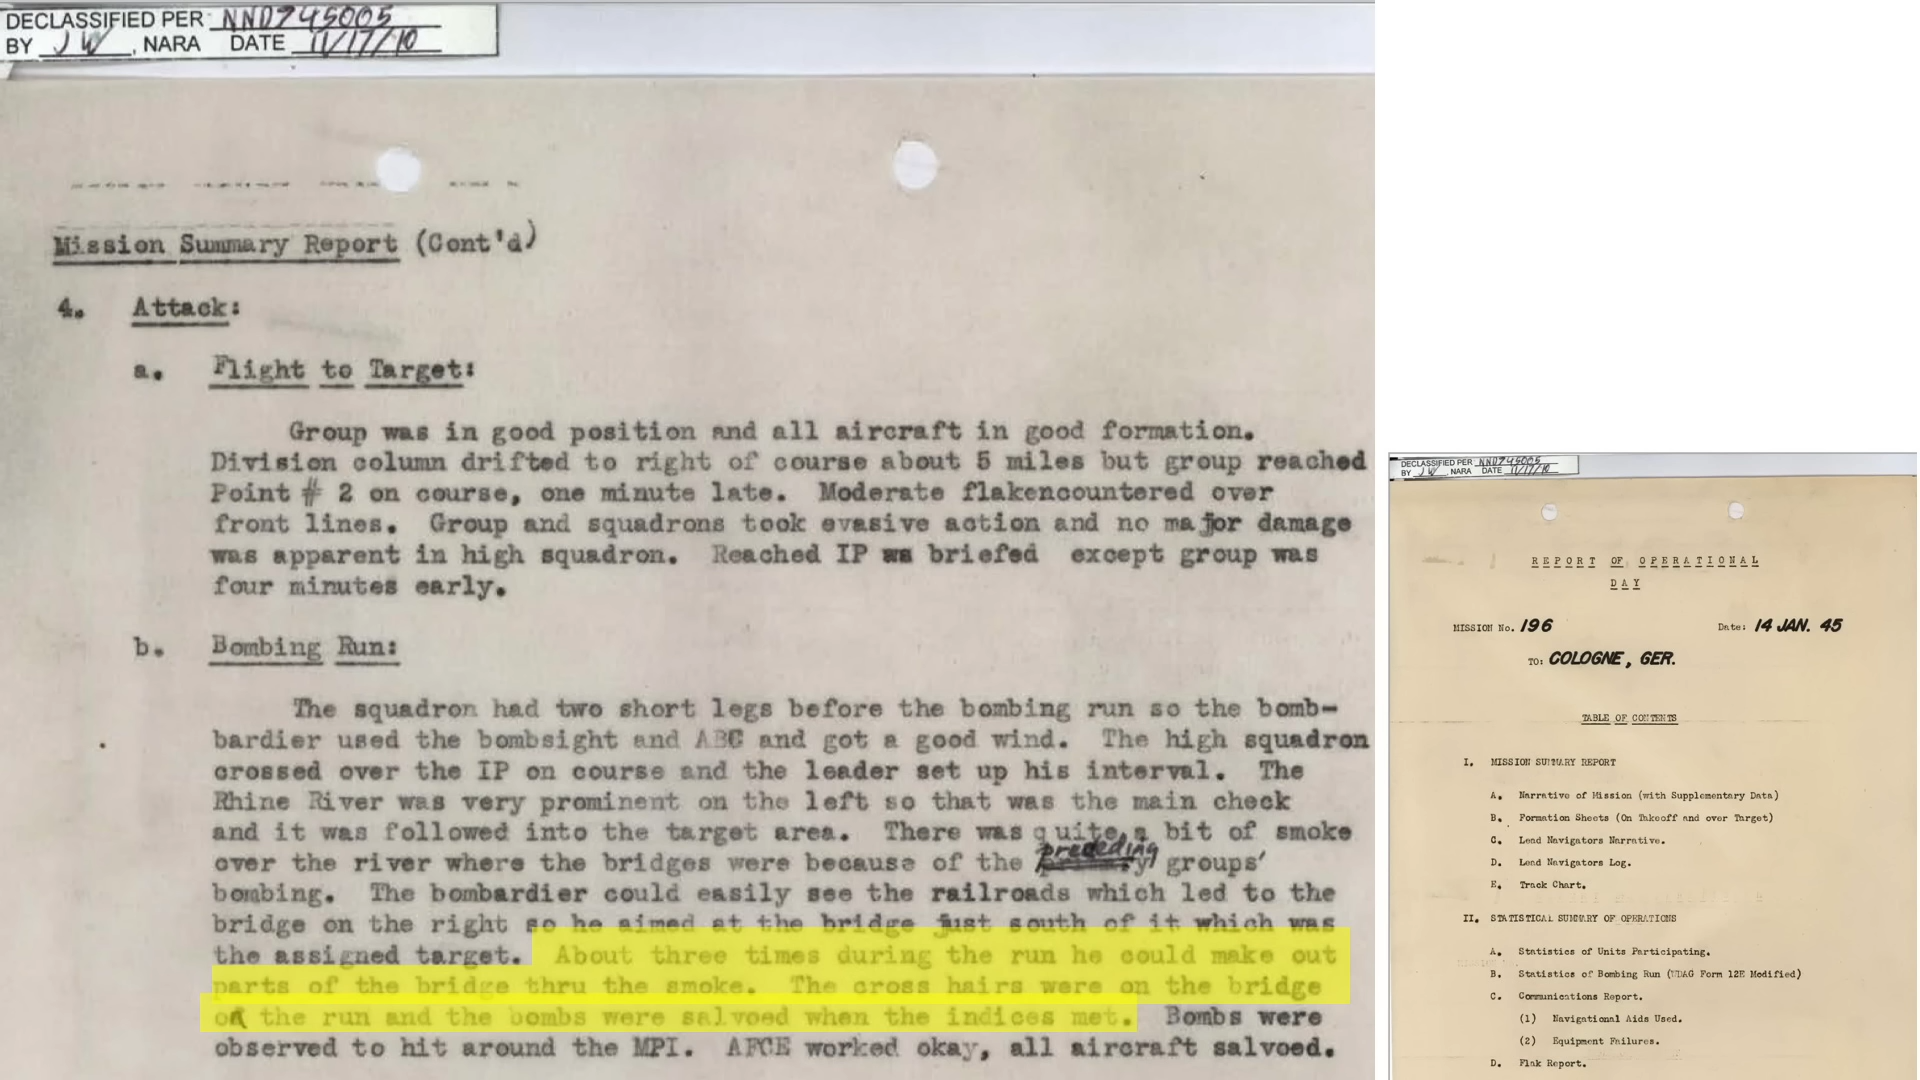 DECLASSIFIED PER NND745005
BY JW, NARA DATE 11/17/10
Mission Summary Report (Cont'd)
4. Attack:
a. Flight to Target:
Group was in good position and all aircraft in good formation.
Division column drifted to right of course about 5 miles but group reached
Point # 2 on course, one minute late. Moderate flakencountered over
front lines. Group and squadrons took evasive action and no major damage
was apparent in high squadron. Reached IP as briefed except group was
four minutes early.
b. Bombing Run:
The squadron had two short legs before the bombing run so the bomb-
bardier used the bombsight and ABC and got a good wind. The high squadron
crossed over the IP on course and the leader set up his interval. The
Rhine River was very prominent on the left so that was the main check
and it was followed into the target area. There was quite a bit of smoke
over the river where the bridges were because of the preceding groups'
bombing. The bombardier could easily see the railroads which led to the
bridge on the right so he aimed at the bridge just south of it which was
the assigned target. About three times during the run he could make out
parts of the bridge thru the smoke. The cross hairs were on the bridge
on the run and the bombs were salvoed when the indices met. Bombs were
observed to hit around the MPI. AFCE worked okay, all aircraft salvoed.
DECLASSIFIED PER NND745005
BY JW, NARA DATE 11/17/10
REPORT OF OPERATIONAL
DAY
MISSION No. 196 Date: 14 JAN. 45
TO: COLOGNE, GER.
TABLE OF CONTENTS
I. MISSION SUMMARY REPORT
A. Narrative of Mission (with Supplementary Data)
B. Formation Sheets (On Takeoff and over Target)
C. Lead Navigators Narrative.
D. Lead Navigators Log.
E. Track Chart.
II. STATISTICAL SUMMARY OF OPERATIONS
A. Statistics of Units Participating.
B. Statistics of Bombing Run (Form 12E Modified)
C. Communications Report.
(1) Navigational Aids Used.
(2) Equipment Failures.
D. Flak Report.